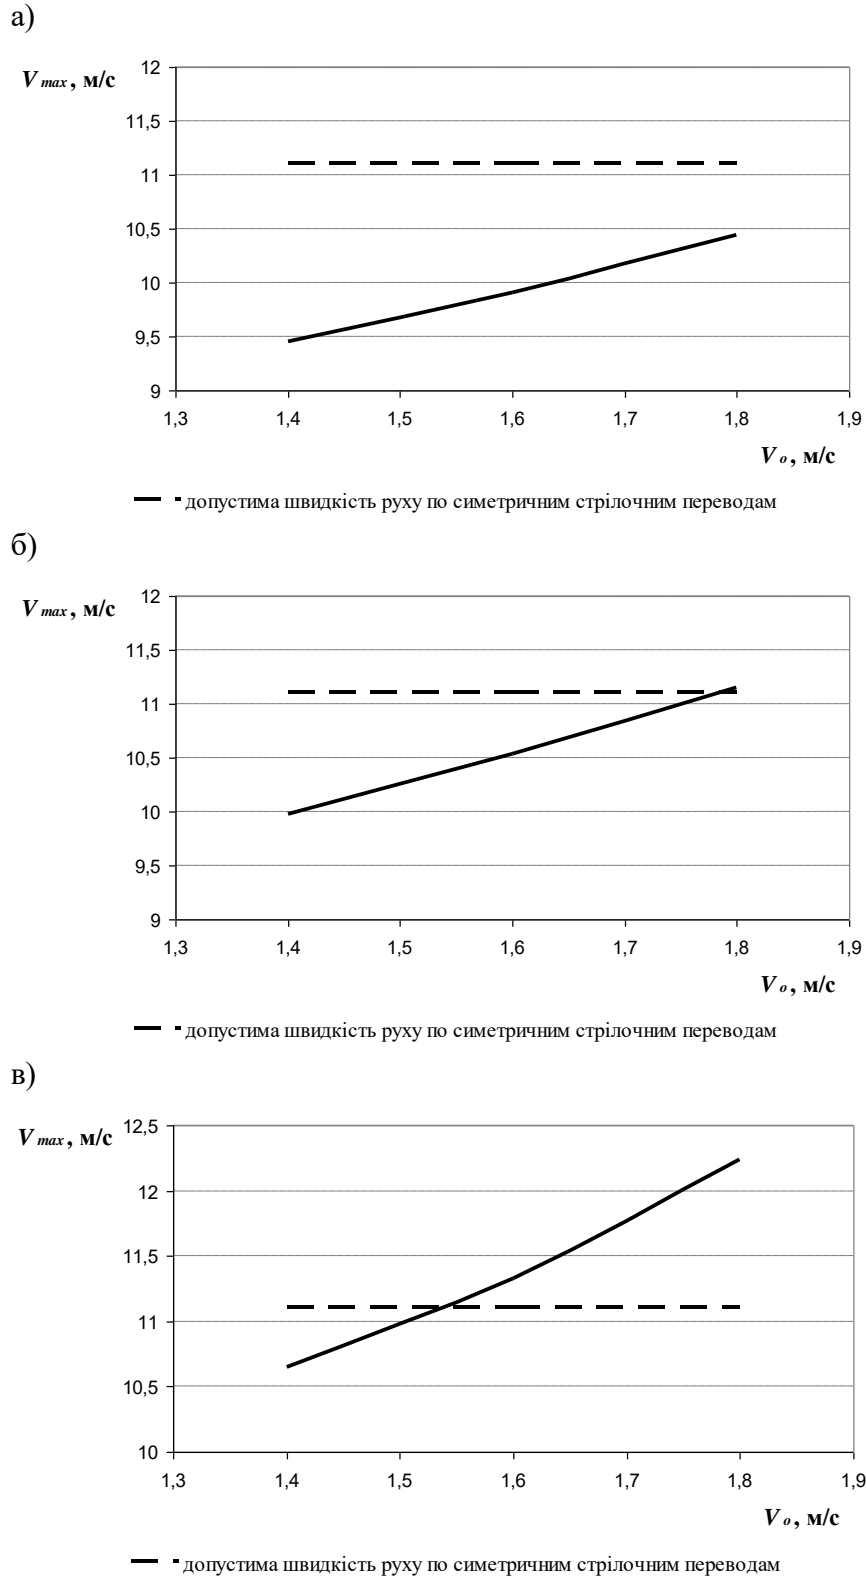 а)
V max, м/с
12
11,5
11
10,5
10
9,5
9
1,3 1,4 1,5 1,6 1,7 1,8 1,9
V o, м/с
допустима швидкість руху по симетричним стрілочним переводам
б)
V max, м/с
12
11,5
11
10,5
10
9,5
9
1,3 1,4 1,5 1,6 1,7 1,8 1,9
V o, м/с
допустима швидкість руху по симетричним стрілочним переводам
в)
V max, м/с
12,5
12
11,5
11
10,5
10
1,3 1,4 1,5 1,6 1,7 1,8 1,9
V o, м/с
допустима швидкість руху по симетричним стрілочним переводам